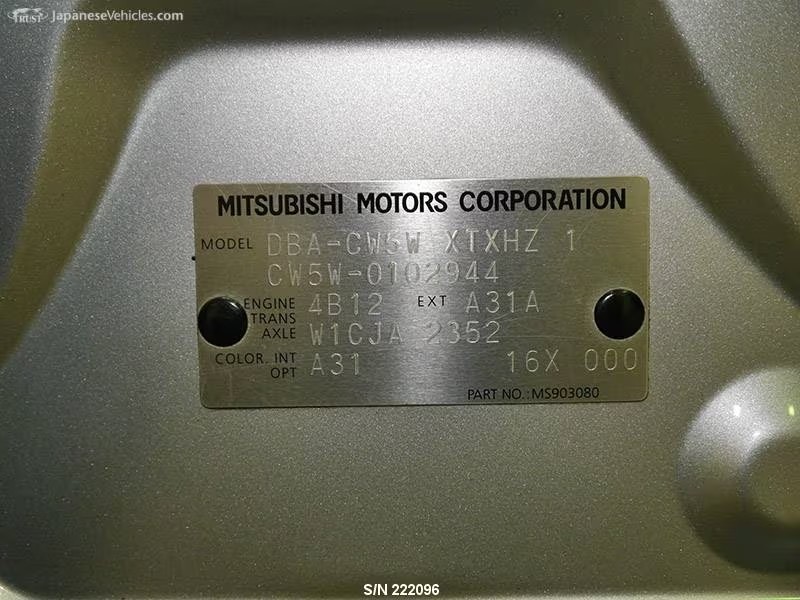 TRUST JapaneseVehicles.com
MITSUBISHI MOTORS CORPORATION
MODEL DBA-CW5W XTXHZ 1
CW5W-0102944
ENGINE 4B12 EXT A31A
TRANS
AXLE W1CJA 2352
COLOR. INT
OPT A31 16X 000
PART NO.:MS903080
S/N 222096